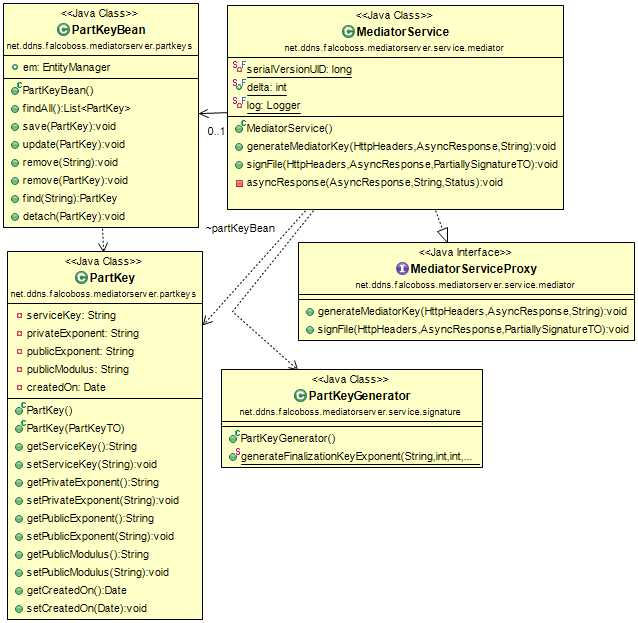 <<Java Class>>
PartKeyBean
net.ddns.falcoboss.mediatorserver.partkeys
em: EntityManager
PartKeyBean()
findAll():List<PartKey>
save(PartKey):void
update(PartKey):void
remove(String):void
remove(PartKey):void
find(String):PartKey
detach(PartKey):void
<<Java Class>>
MediatorService
net.ddns.falcoboss.mediatorserver.service.mediator
serialVersionUID: long
delta: int
log: Logger
MediatorService()
generateMediatorKey(HttpHeaders,AsyncResponse,String):void
signFile(HttpHeaders,AsyncResponse,PartiallySignatureTO):void
asyncResponse(AsyncResponse,String,Status):void
0..1
~partKeyBean
<<Java Class>>
PartKey
net.ddns.falcoboss.mediatorserver.partkeys
serviceKey: String
privateExponent: String
publicExponent: String
publicModulus: String
createdOn: Date
PartKey()
PartKey(PartKeyTO)
getServiceKey():String
setServiceKey(String):void
getPrivateExponent():String
setPrivateExponent(String):void
getPublicExponent():String
setPublicExponent(String):void
getPublicModulus():String
setPublicModulus(String):void
getCreatedOn():Date
setCreatedOn(Date):void
<<Java Interface>>
MediatorServiceProxy
net.ddns.falcoboss.mediatorserver.service.mediator
generateMediatorKey(HttpHeaders,AsyncResponse,String):void
signFile(HttpHeaders,AsyncResponse,PartiallySignatureTO):void
<<Java Class>>
PartKeyGenerator
net.ddns.falcoboss.mediatorserver.service.signature
PartKeyGenerator()
generateFinalizationKeyExponent(String,int,int,...